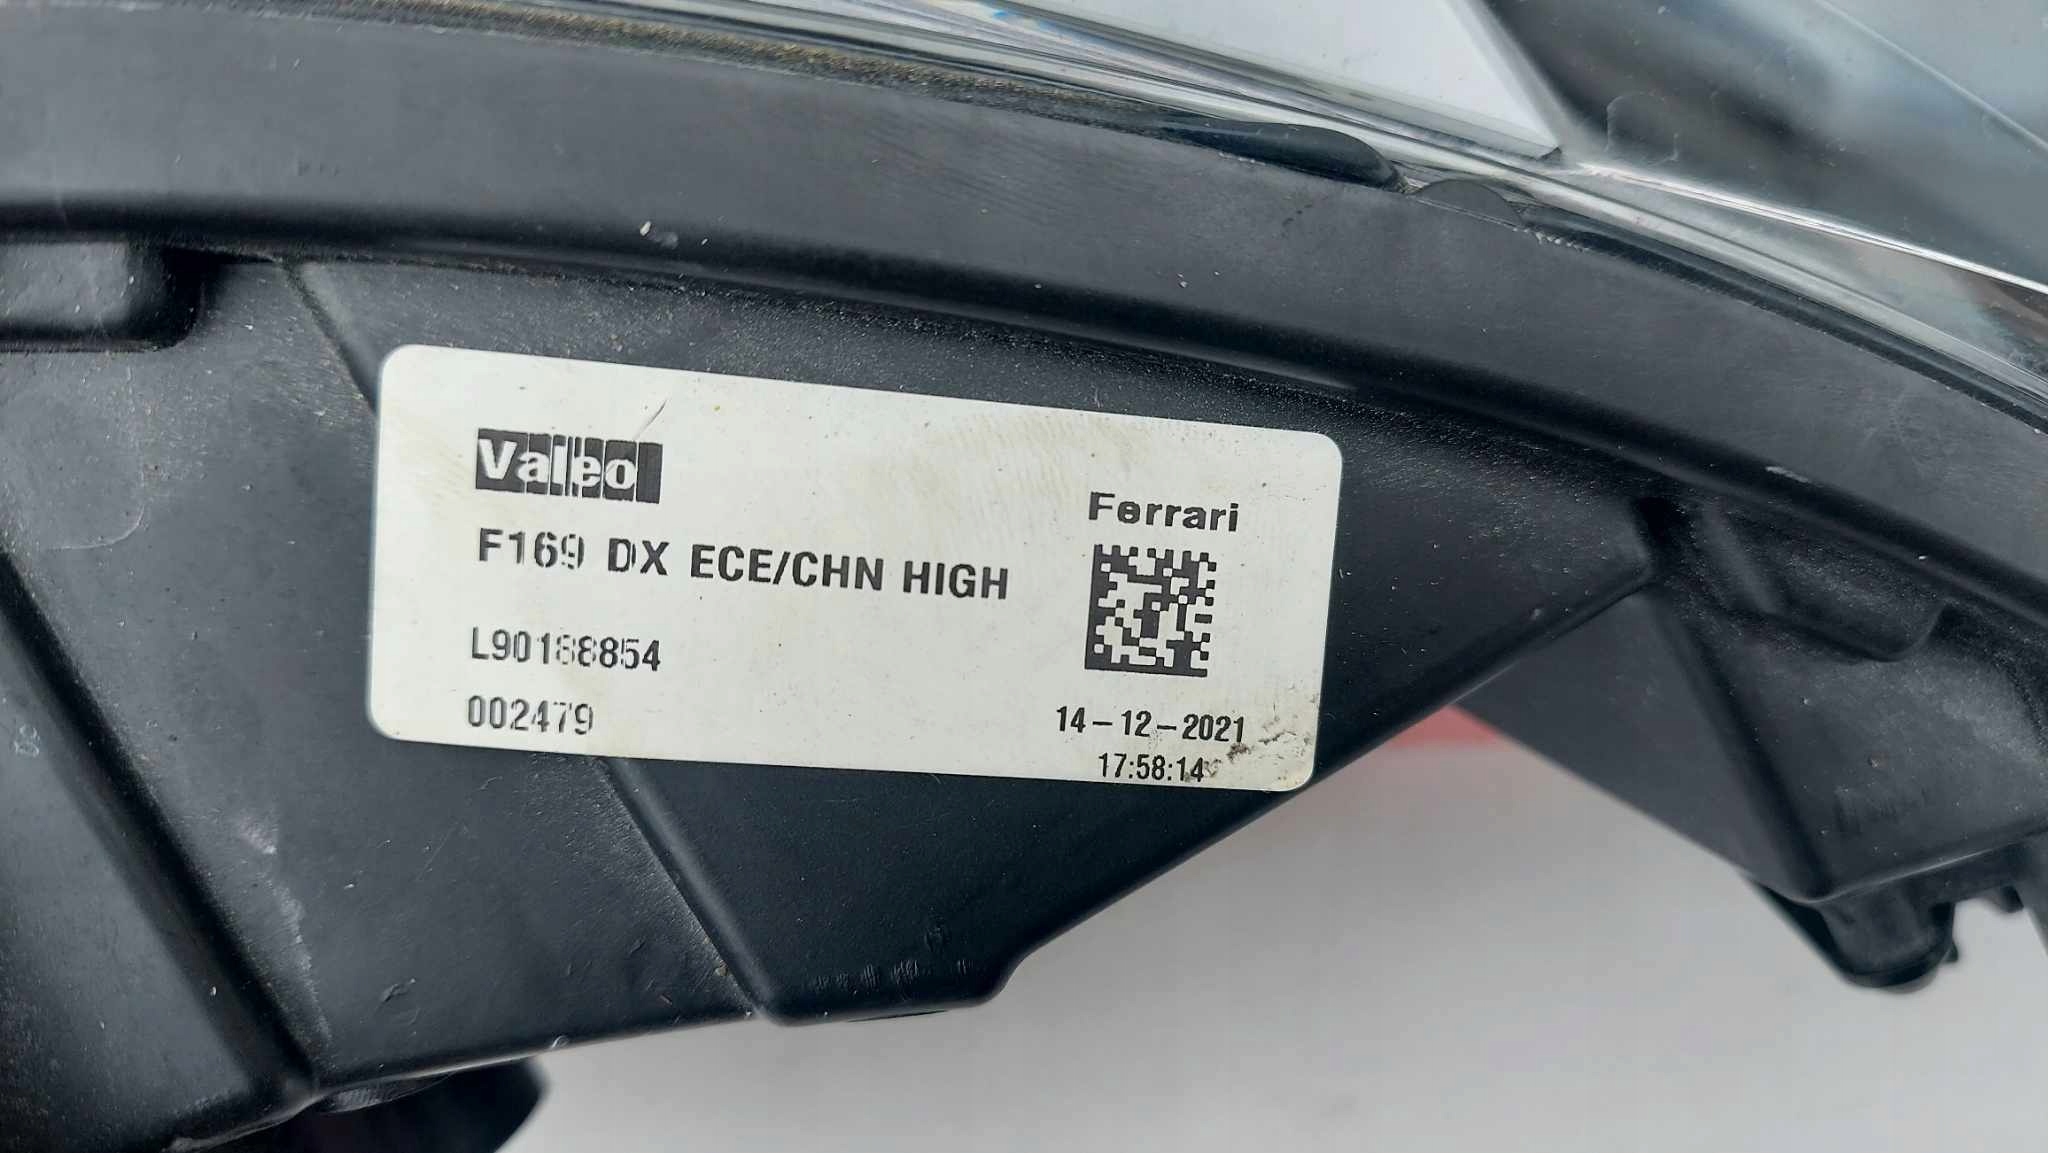 Valeo
Ferrari
F169 DX ECE/CHN HIGH
L90188854
002479
14-12-2021
17:58:14